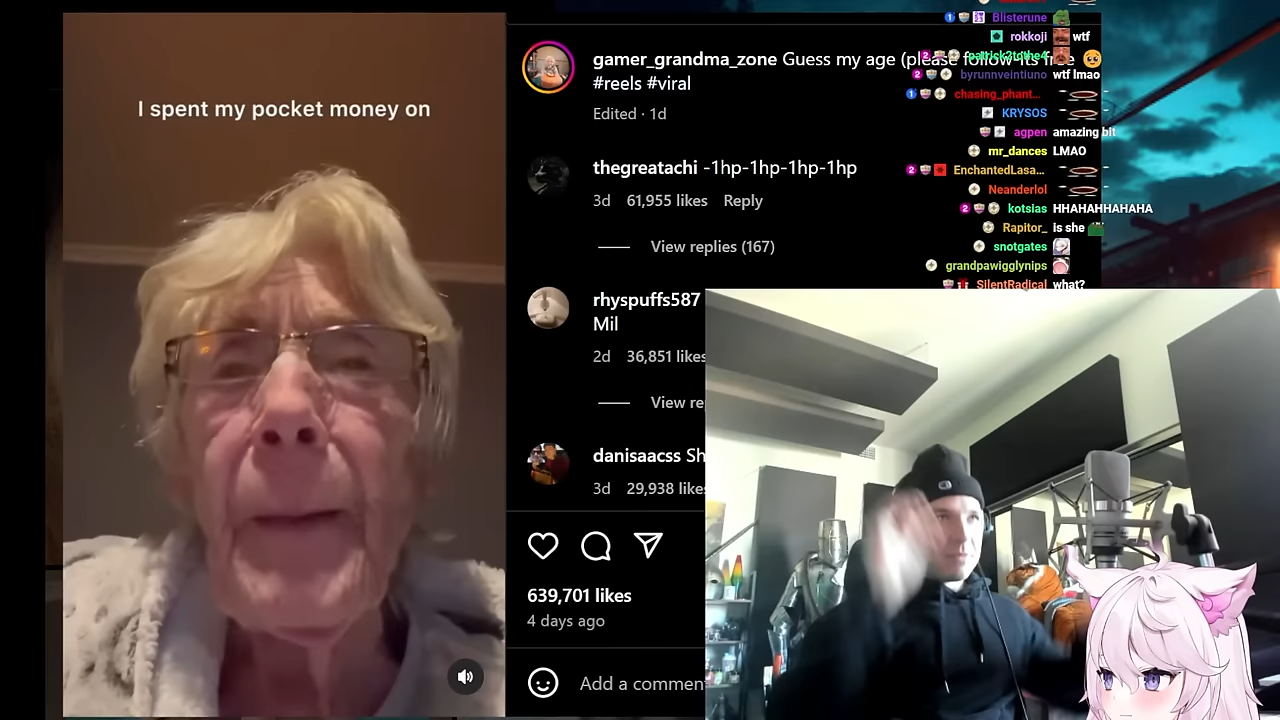 I spent my pocket money on
gamer_grandma_zone Guess my age (please follow its free
#reels #viral
Edited · 1d
thegreatachi -1hp-1hp-1hp-1hp
3d 61,955 likes Reply
View replies (167)
rhyspuffs587
Mil
2d 36,851 likes
View re
danisaacss Sh
3d 29,938 likes
639,701 likes
4 days ago
Add a commen
Blisterune
rokkoji wtf
byrunnveintiuno wtf lmao
chasing_phant...
KRYSOS
agpen amazing bit
mr_dances LMAO
EnchantedLasa...
Neanderlol
kotsias HHAHAHHAHAHA
Rapitor_ is she
snotgates
grandpawigglynips
SilentRadical what?